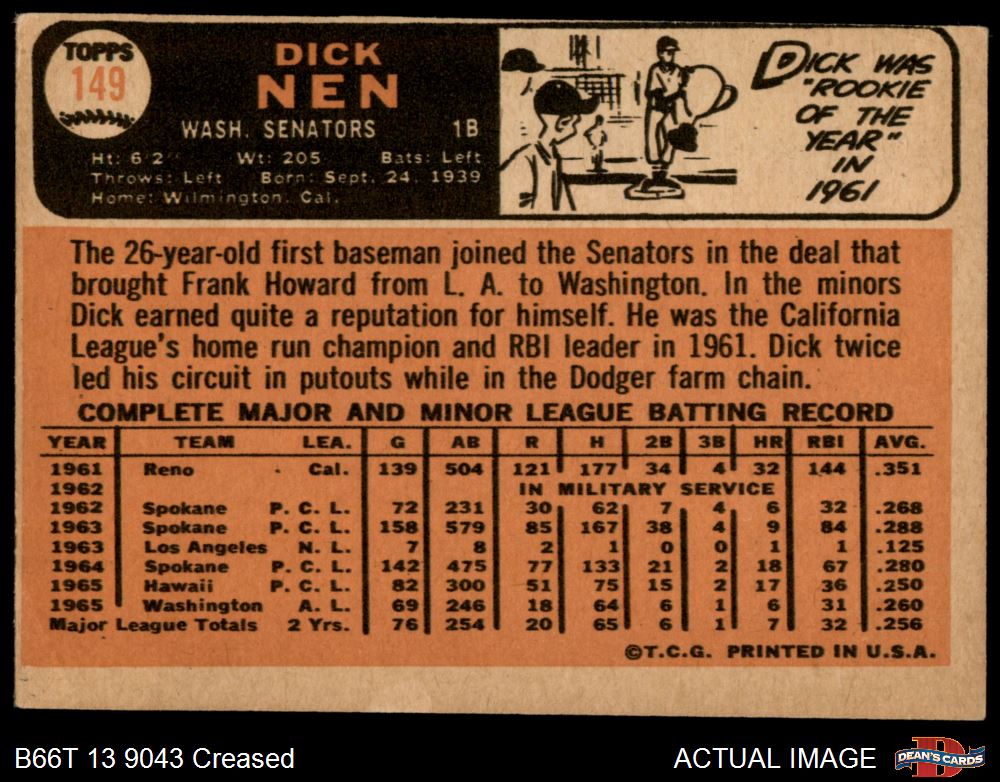 TOPPS
149
DICK
NEN
WASH. SENATORS 1B
Ht: 6'2" Wt: 205 Bats: Left
Throws: Left Born: Sept. 24, 1939
Home: Wilmington, Cal.
DICK WAS
"ROOKIE
OF THE
YEAR"
IN
1961
The 26-year-old first baseman joined the Senators in the deal that
brought Frank Howard from L. A. to Washington. In the minors
Dick earned quite a reputation for himself. He was the California
League's home run champion and RBI leader in 1961. Dick twice
led his circuit in putouts while in the Dodger farm chain.
COMPLETE MAJOR AND MINOR LEAGUE BATTING RECORD
YEAR TEAM LEA. G AB R H 2B 3B HR RBI AVG.
1961 Reno Cal. 139 504 121 177 34 4 32 144 .351
1962 IN MILITARY SERVICE
1962 Spokane P. C. L. 72 231 30 62 7 4 6 32 .268
1963 Spokane P. C. L. 158 579 85 167 38 4 9 84 .288
1963 Los Angeles N. L. 7 8 2 1 0 0 1 1 .125
1964 Spokane P. C. L. 142 475 77 133 21 2 18 67 .280
1965 Hawaii P. C. L. 82 300 51 75 15 2 17 36 .250
1965 Washington A. L. 69 246 18 64 6 1 6 31 .260
Major League Totals 2 Yrs. 76 254 20 65 6 1 7 32 .256
©T.C.G. PRINTED IN U.S.A.
B66T 13 9043 Creased
ACTUAL IMAGE
D
DEAN'S CARDS